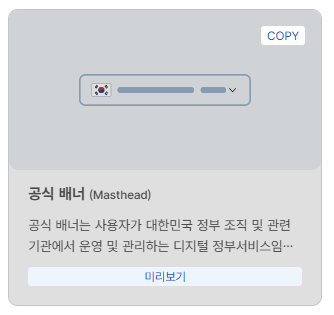 COPY
공식 배너 (Masthead)
공식 배너는 사용자가 대한민국 정부 조직 및 관련
기관에서 운영 및 관리하는 디지털 정부서비스임…
미리보기